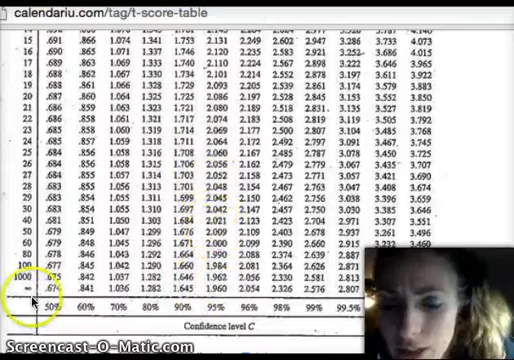 calendariu.com/tag/t-score-table
15 .691 .866 1.074 1.341 1.753 2.131 2.249 2.602 2.947 3.286 3.733 4.073
16 .690 .865 1.071 1.337 1.746 2.120 2.235 2.583 2.921 3.252 3.686 4.015
17 .689 .863 1.069 1.333 1.740 2.110 2.224 2.567 2.898 3.222 3.646 3.965
18 .688 .862 1.067 1.330 1.734 2.101 2.214 2.552 2.878 3.197 3.611 3.922
19 .688 .861 1.066 1.328 1.729 2.093 2.205 2.539 2.861 3.174 3.579 3.883
20 .687 .860 1.064 1.325 1.725 2.086 2.197 2.528 2.845 3.153 3.552 3.850
21 .686 .859 1.063 1.323 1.721 2.080 2.189 2.518 2.831 3.135 3.527 3.819
22 .686 .858 1.061 1.321 1.717 2.074 2.183 2.508 2.819 3.119 3.505 3.792
23 .685 .858 1.060 1.319 1.714 2.069 2.177 2.500 2.807 3.104 3.485 3.768
24 .685 .857 1.059 1.318 1.711 2.064 2.172 2.492 2.797 3.091 3.467 3.745
25 .684 .856 1.058 1.316 1.708 2.060 2.167 2.485 2.787 3.078 3.450 3.725
26 .684 .856 1.058 1.315 1.706 2.056 2.162 2.479 2.779 3.067 3.435 3.707
27 .684 .855 1.057 1.314 1.703 2.052 2.158 2.473 2.771 3.057 3.421 3.690
28 .683 .855 1.056 1.313 1.701 2.048 2.154 2.467 2.763 3.047 3.408 3.674
29 .683 .854 1.055 1.311 1.699 2.045 2.150 2.462 2.756 3.038 3.396 3.659
30 .683 .854 1.055 1.310 1.697 2.042 2.147 2.457 2.750 3.030 3.385 3.646
40 .681 .851 1.050 1.303 1.684 2.021 2.123 2.423 2.704 2.971 3.307 3.551
50 .679 .849 1.047 1.299 1.676 2.009 2.109 2.403 2.678 2.937 3.261 3.496
60 .679 .848 1.045 1.296 1.671 2.000 2.099 2.390 2.660 2.915 3.232 3.460
80 .678 .846 1.043 1.292 1.664 1.990 2.088 2.374 2.639 2.887
100 .677 .845 1.042 1.290 1.660 1.984 2.081 2.364 2.626 2.871
1000 .675 .842 1.037 1.282 1.646 1.962 2.056 2.330 2.581 2.813
∞ .674 .841 1.036 1.282 1.645 1.960 2.054 2.326 2.576 2.807
50% 60% 70% 80% 90% 95% 96% 98% 99% 99.5%
Confidence level C
Screencast-O-Matic.com